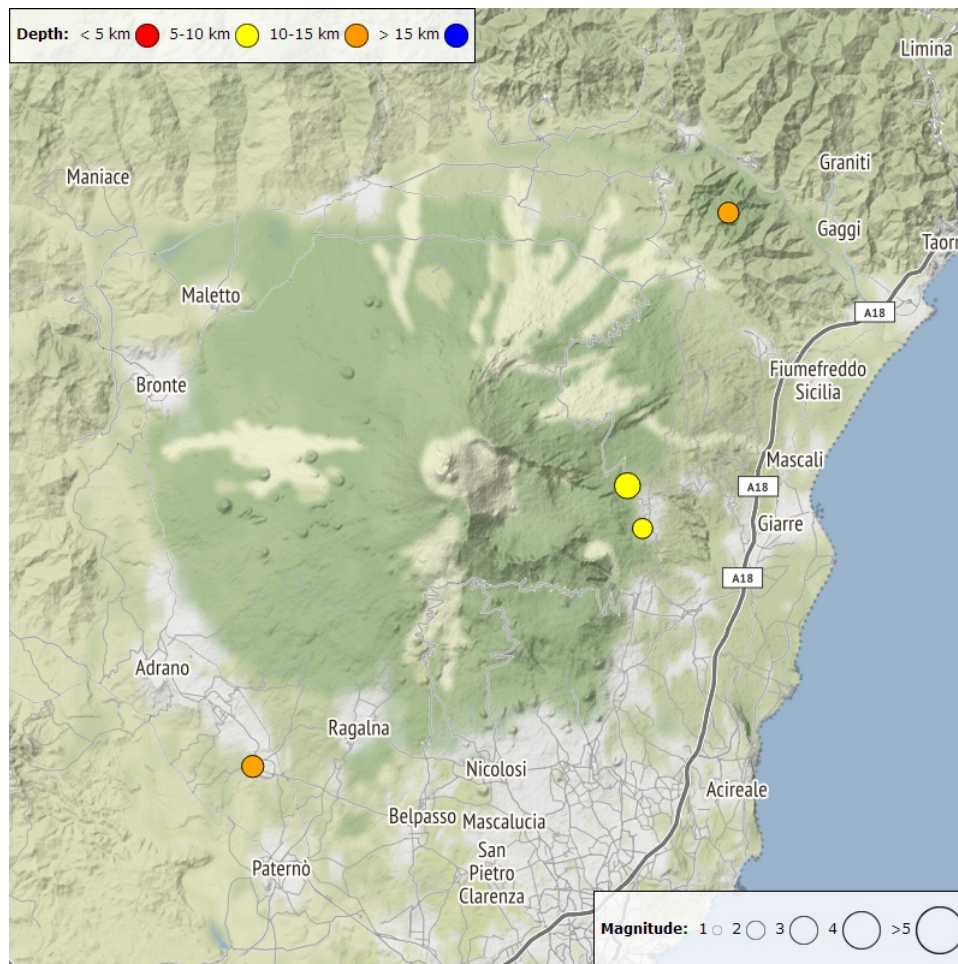 Depth: < 5 km 5-10 km 10-15 km > 15 km
Limina
Maniace
Graniti
Gaggi
Taorn
Maletto
A18
Bronte
Fiumefreddo
Sicilia
Mascali
A18
Giarre
A18
Adrano
Ragalna
Nicolosi
Acireale
Belpasso
Mascalucia
San
Pietro
Clarenza
Paternò
Magnitude: 1 2 3 4 >5